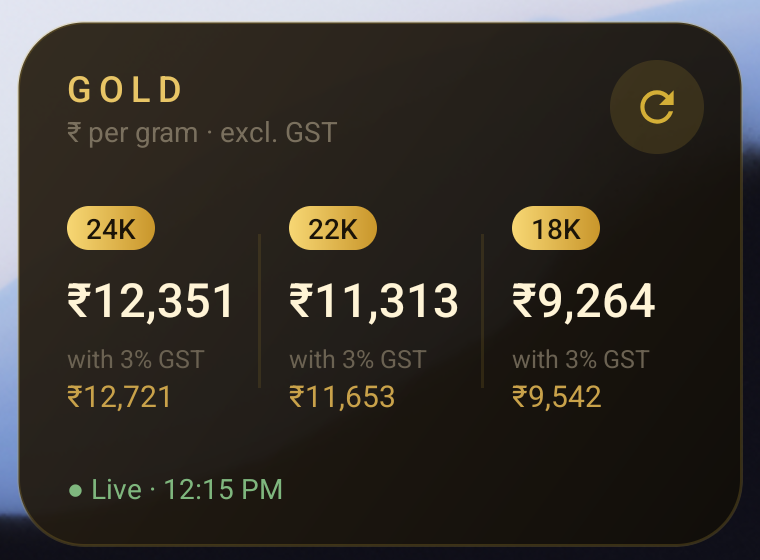 GOLD
₹ per gram · excl. GST
24K 22K 18K
₹12,351 ₹11,313 ₹9,264
with 3% GST with 3% GST with 3% GST
₹12,721 ₹11,653 ₹9,542
● Live · 12:15 PM